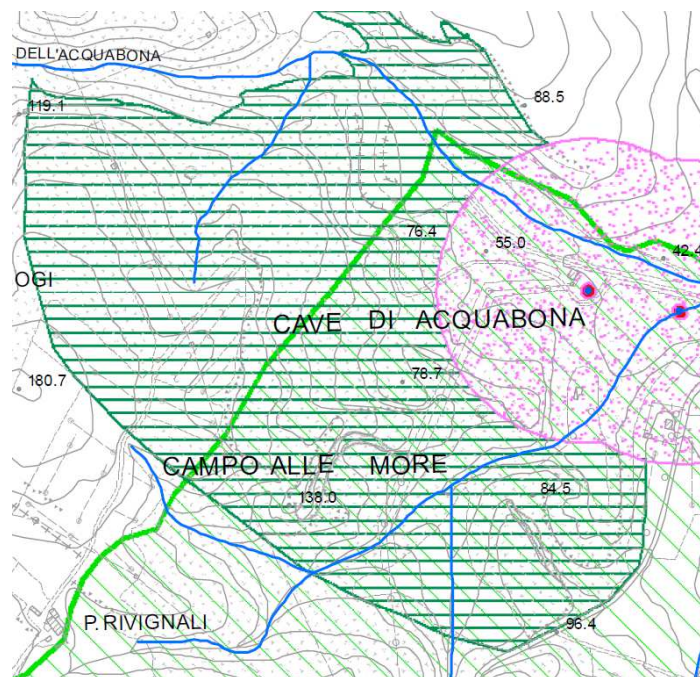 DELL'ACQUABONA
88.5
119.1
76.4
55.0
42.4
OGI
CAVE DI ACQUABONA
180.7
78.7
CAMPO ALLE MORE
138.0
84.5
P. RIVIGNALI
96.4